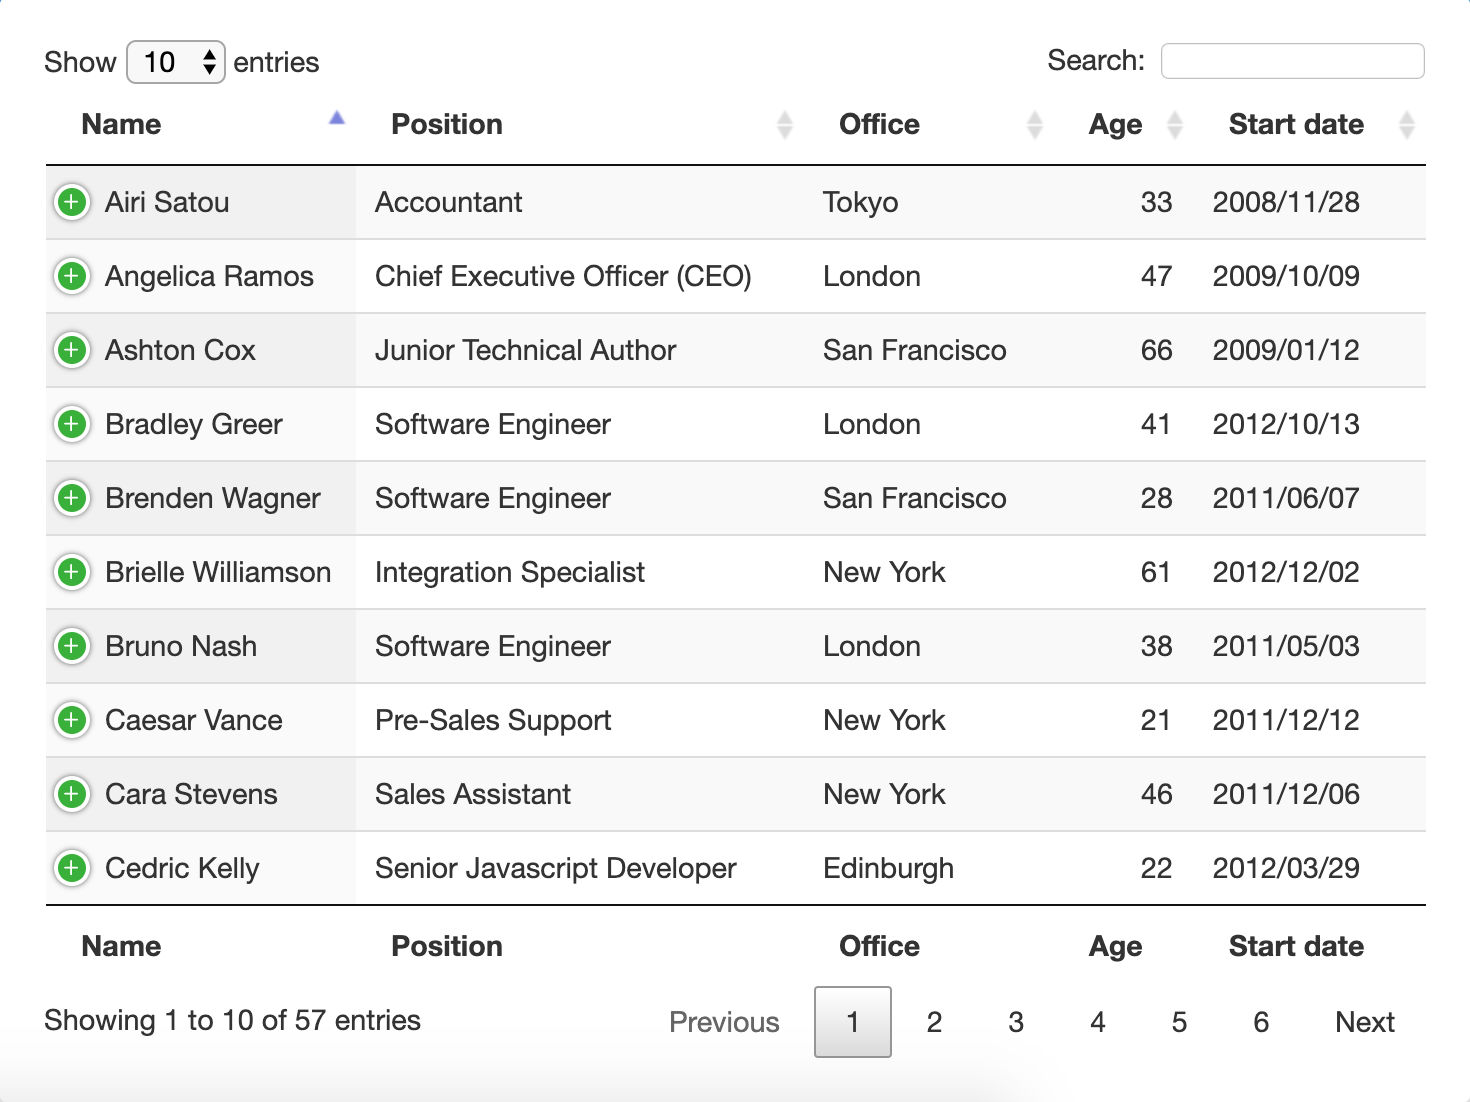 Show 10 entries Search:
Name Position Office Age Start date
Airi Satou Accountant Tokyo 33 2008/11/28
Angelica Ramos Chief Executive Officer (CEO) London 47 2009/10/09
Ashton Cox Junior Technical Author San Francisco 66 2009/01/12
Bradley Greer Software Engineer London 41 2012/10/13
Brenden Wagner Software Engineer San Francisco 28 2011/06/07
Brielle Williamson Integration Specialist New York 61 2012/12/02
Bruno Nash Software Engineer London 38 2011/05/03
Caesar Vance Pre-Sales Support New York 21 2011/12/12
Cara Stevens Sales Assistant New York 46 2011/12/06
Cedric Kelly Senior Javascript Developer Edinburgh 22 2012/03/29
Name Position Office Age Start date
Showing 1 to 10 of 57 entries Previous 1 2 3 4 5 6 Next